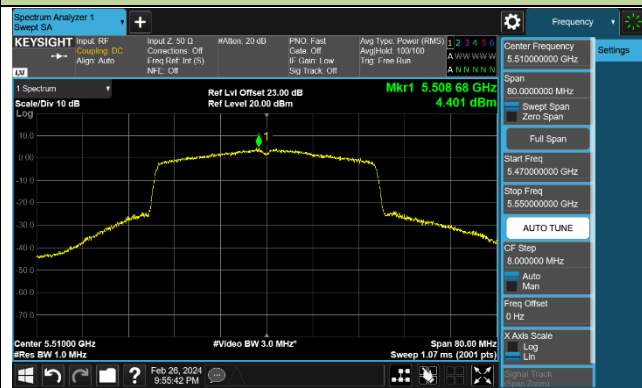 Spectrum Analyzer 1
Swept SA
Frequency
KEYSIGHT
Input: RF
Coupling: DC
Align: Auto
Input Z: 50 Ω
Corrections: Off
Freq Ref: Int (S)
NFE: Off
#Atten: 20 dB
PNO: Fast
Gate: Off
IF Gain: Low
Sig Track: Off
Avg Type: Power (RMS)
Avg|Hold: 100/100
Trig: Free Run
1 2 3 4 5 6
A W W W W W
A N N N N N
LXI
1 Spectrum
Scale/Div 10 dB
Log
Ref Lvl Offset 23.00 dB
Ref Level 20.00 dBm
Mkr1 5.508 68 GHz
4.401 dBm
1
10.0
0.00
-10.0
-20.0
-30.0
-40.0
-50.0
-60.0
-70.0
Center 5.51000 GHz
#Res BW 1.0 MHz
#Video BW 3.0 MHz*
Span 80.00 MHz
Sweep 1.07 ms (2001 pts)
Center Frequency
5.510000000 GHz
Settings
Span
80.0000000 MHz
Swept Span
Zero Span
Full Span
Start Freq
5.470000000 GHz
Stop Freq
5.550000000 GHz
AUTO TUNE
CF Step
8.000000 MHz
Auto
Man
Freq Offset
0 Hz
X Axis Scale
Log
Lin
Signal Track
(Span Zoom)
Feb 26, 2024
9:55:42 PM